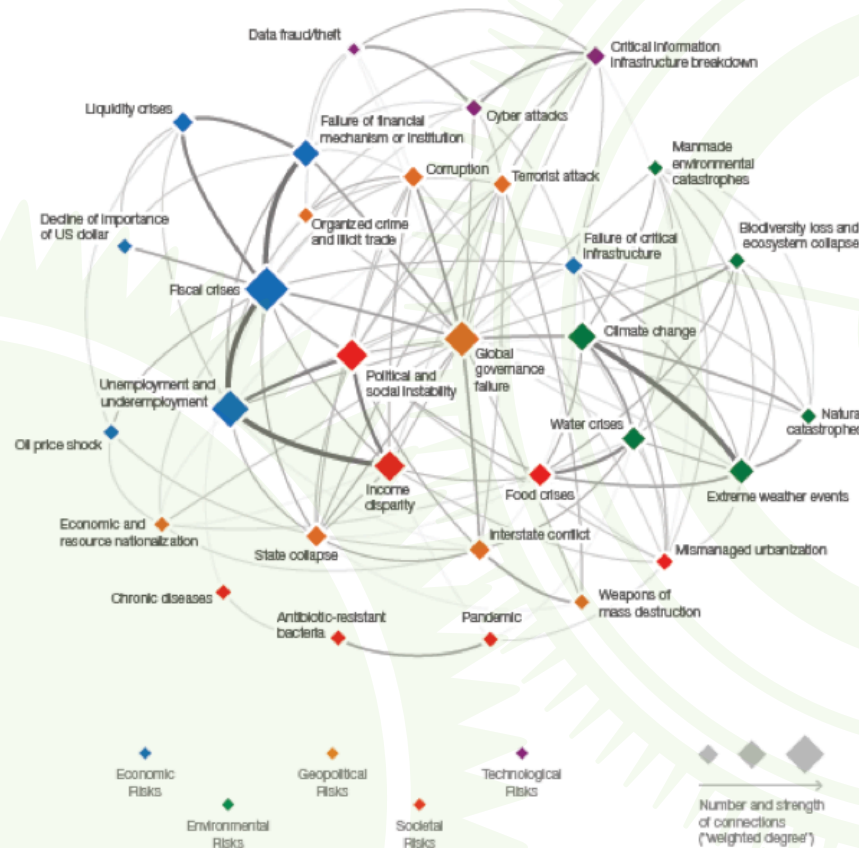 Data fraud/theft
Critical information
infrastructure breakdown
Liquidity crises
Cyber attacks
Failure of financial
mechanism or institution
Manmade
environmental
catastrophes
Corruption
Terrorist attack
Decline of importance
of US dollar
Organized crime
and illicit trade
Failure of critical
infrastructure
Biodiversity loss and
ecosystem collapse
Fiscal crises
Climate change
Global
governance
failure
Political and
social instability
Unemployment and
underemployment
Natura
catastrophes
Water crises
Oil price shock
Income
disparity
Food crises
Extreme weather events
Economic and
resource nationalization
State collapse
Interstate conflict
Mismanaged urbanization
Chronic diseases
Weapons of
mass destruction
Antibiotic-resistant
bacteria
Pandemic
Economic
Risks
Geopolitical
Risks
Technological
Risks
Environmental
Risks
Societal
Risks
Number and strength
of connections
("weighted degree")